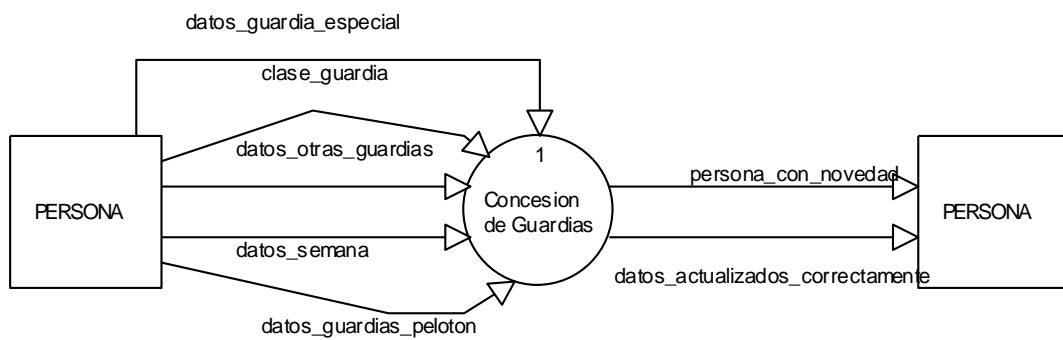 datos_guardia_especial
clase_guardia
datos_otras_guardias
1
persona_con_novedad
PERSONA
Concesion
de Guardias
PERSONA
datos_semana
datos_actualizados_correctamente
datos_guardias_peloton